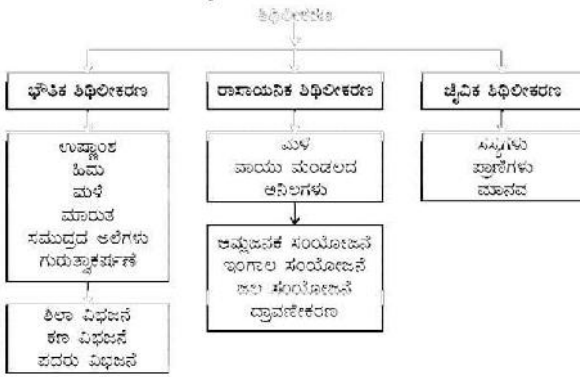 ಶಿಥಿಲೀಕರಣ
ಭೌತಿಕ ಶಿಥಿಲೀಕರಣ
ಉಷ್ಣಾಂಶ
ಹಿಮ
ಮಳೆ
ಮಾರುತ
ಸಮುದ್ರದ ಅಲೆಗಳು
ಗುರುತ್ವಾಕರ್ಷಣೆ
ಶಿಲಾ ವಿಭಜನೆ
ಕಣ ವಿಭಜನೆ
ಪದರು ವಿಭಜನೆ
ರಾಸಾಯನಿಕ ಶಿಥಿಲೀಕರಣ
ಮಳೆ
ವಾಯು ಮಂಡಲದ
ಅನಿಲಗಳು
ಆಮ್ಲಜನಕ ಸಂಯೋಜನೆ
ಇಂಗಾಲ ಸಂಯೋಜನೆ
ಜಲ ಸಂಯೋಜನೆ
ದ್ರಾವಣೀಕರಣ
ಜೈವಿಕ ಶಿಥಿಲೀಕರಣ
ಸಸ್ಯಗಳು
ಪ್ರಾಣಿಗಳು
ಮಾನವ